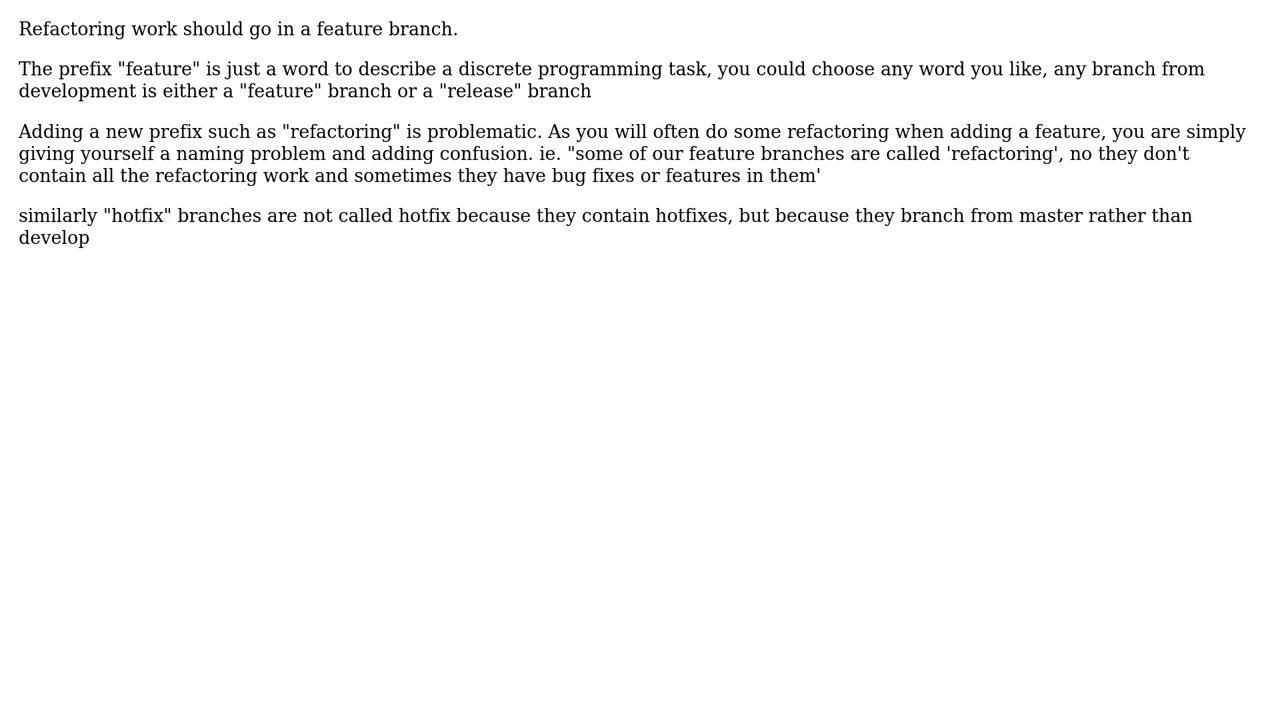 Refactoring work should go in a feature branch.
The prefix "feature" is just a word to describe a discrete programming task, you could choose any word you like, any branch from
development is either a "feature" branch or a "release" branch
Adding a new prefix such as "refactoring" is problematic. As you will often do some refactoring when adding a feature, you are simply
giving yourself a naming problem and adding confusion. ie. "some of our feature branches are called 'refactoring', no they don't
contain all the refactoring work and sometimes they have bug fixes or features in them'
similarly "hotfix" branches are not called hotfix because they contain hotfixes, but because they branch from master rather than
develop